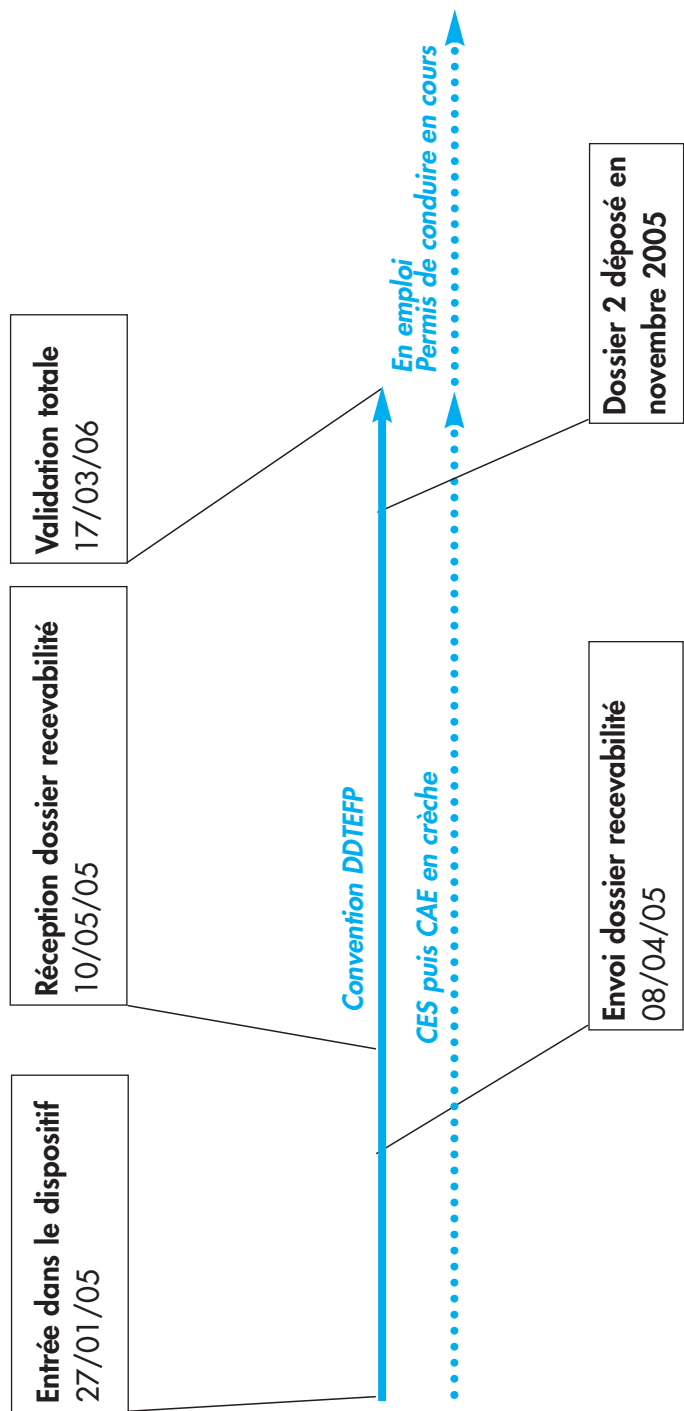 Entrée dans le dispositif
27/01/05
Réception dossier recevabilité
10/05/05
Validation totale
17/03/06
Convention DDTEFP
En emploi
Permis de conduire en cours
CES puis CAE en crèche
Envoi dossier recevabilité
08/04/05
Dossier 2 déposé en
novembre 2005